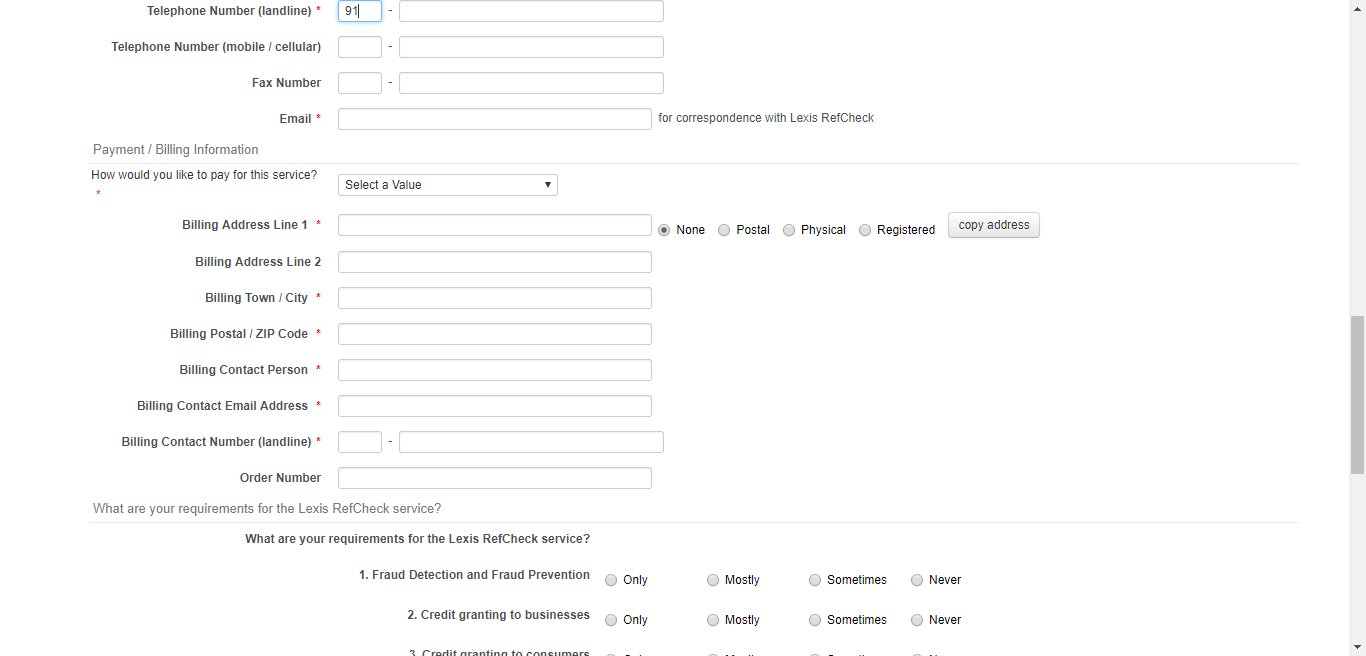 Telephone Number (landline) * 91 -
Telephone Number (mobile / cellular) -
Fax Number -
Email * for correspondence with Lexis RefCheck
Payment / Billing Information
How would you like to pay for this service?
* Select a Value
Billing Address Line 1 * None Postal Physical Registered copy address
Billing Address Line 2
Billing Town / City *
Billing Postal / ZIP Code *
Billing Contact Person *
Billing Contact Email Address *
Billing Contact Number (landline) * -
Order Number
What are your requirements for the Lexis RefCheck service?
What are your requirements for the Lexis RefCheck service?
1. Fraud Detection and Fraud Prevention Only Mostly Sometimes Never
2. Credit granting to businesses Only Mostly Sometimes Never
3. Credit granting to consumers